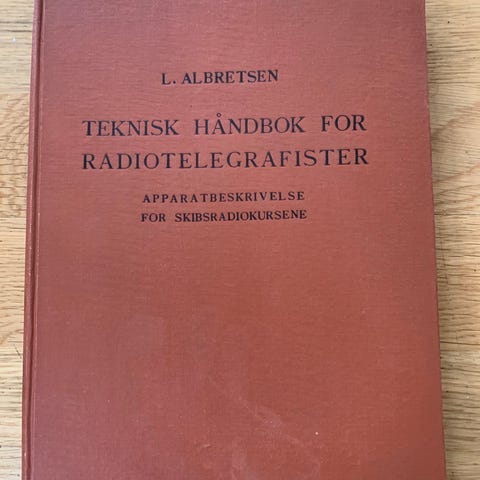 L. ALBRETSEN
TEKNISK HÅNDBOK FOR
RADIOTELEGRAFISTER
APPARATBESKRIVELSE
FOR SKIBSRADIOKURSENE